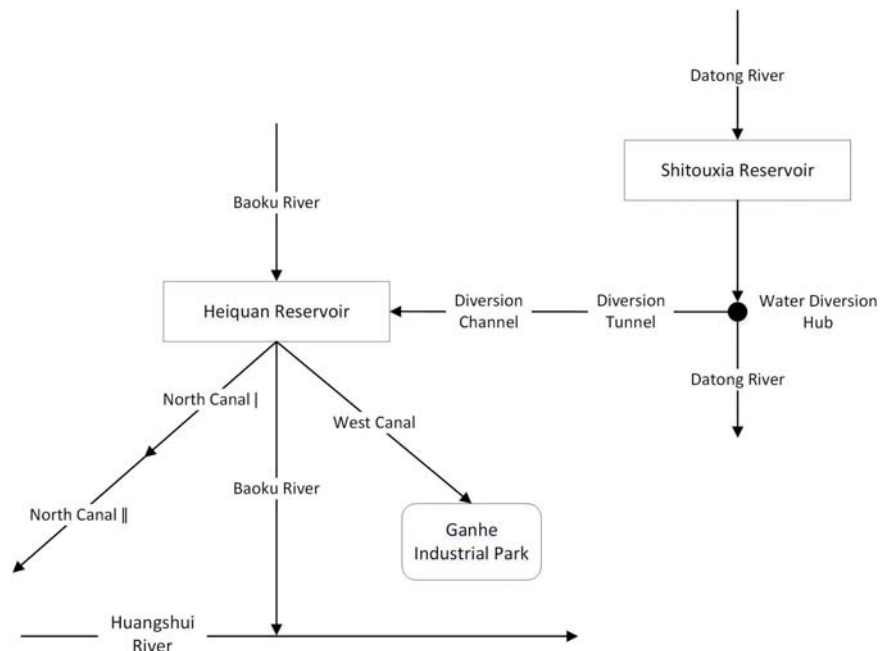 Datong River
Shitouxia Reservoir
Baoku River
Heiquan Reservoir
Diversion
Channel
Diversion
Tunnel
Water Diversion
Hub
Datong River
North Canal |
West Canal
Baoku River
North Canal ||
Ganhe
Industrial Park
Huangshui
River